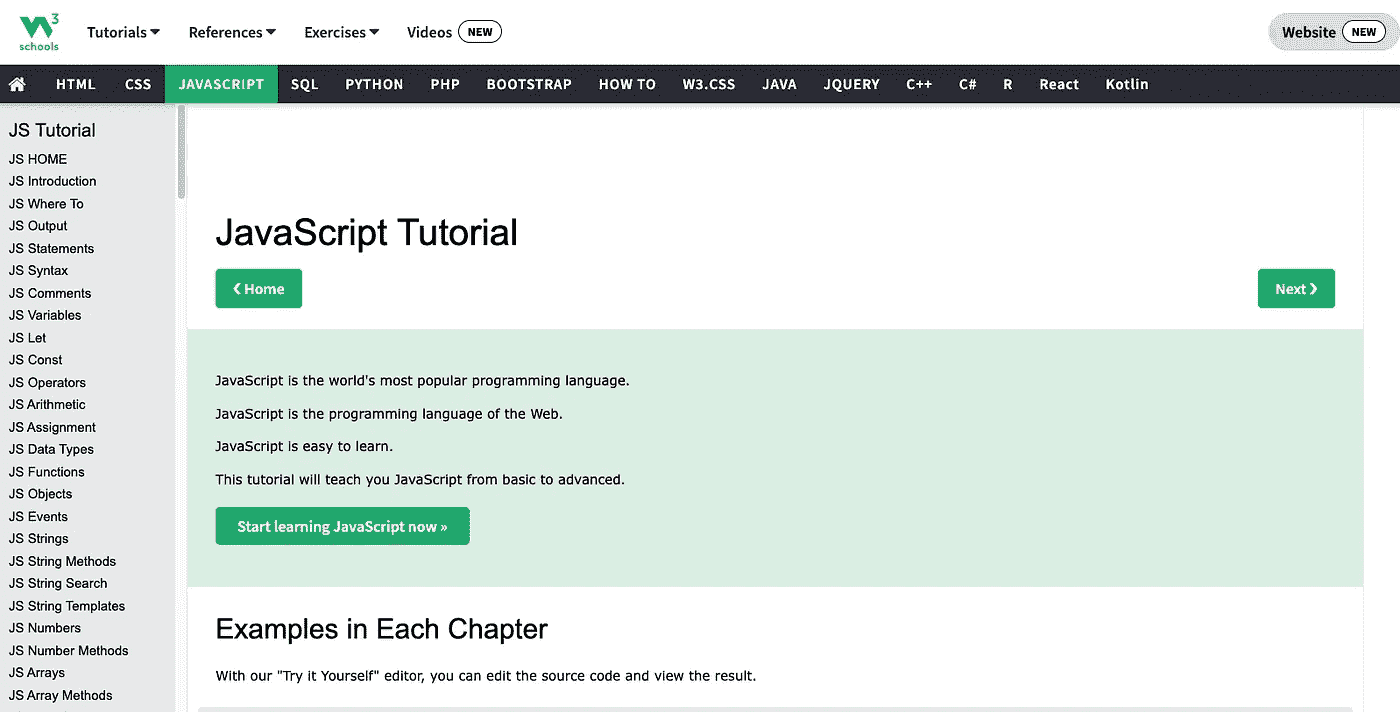 W3 schools
Tutorials References Exercises Videos NEW Website NEW
HTML CSS JAVASCRIPT SQL PYTHON PHP BOOTSTRAP HOW TO W3.CSS JAVA JQUERY C++ C# R React Kotlin
JS Tutorial
JS HOME
JS Introduction
JS Where To
JS Output
JS Statements
JS Syntax
JS Comments
JS Variables
JS Let
JS Const
JS Operators
JS Arithmetic
JS Assignment
JS Data Types
JS Functions
JS Objects
JS Events
JS Strings
JS String Methods
JS String Search
JS String Templates
JS Numbers
JS Number Methods
JS Arrays
JS Array Methods
JavaScript Tutorial
❮ Home Next ❯
JavaScript is the world's most popular programming language.
JavaScript is the programming language of the Web.
JavaScript is easy to learn.
This tutorial will teach you JavaScript from basic to advanced.
Start learning JavaScript now »
Examples in Each Chapter
With our "Try it Yourself" editor, you can edit the source code and view the result.